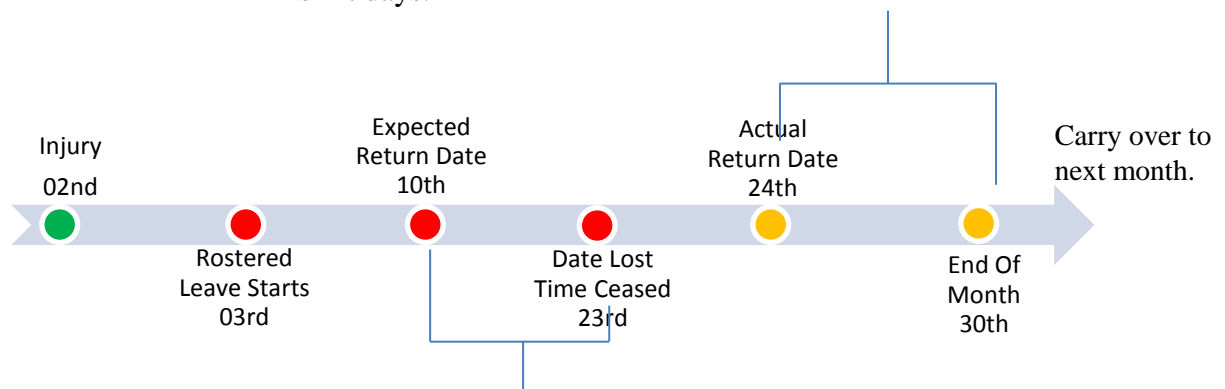 days.
Injury
02nd
Expected
Return Date
10th
Actual
Return Date
24th
Carry over to
next month.
Rostered
Leave Starts
03rd
Date Lost
Time Ceased
23rd
End Of
Month
30th